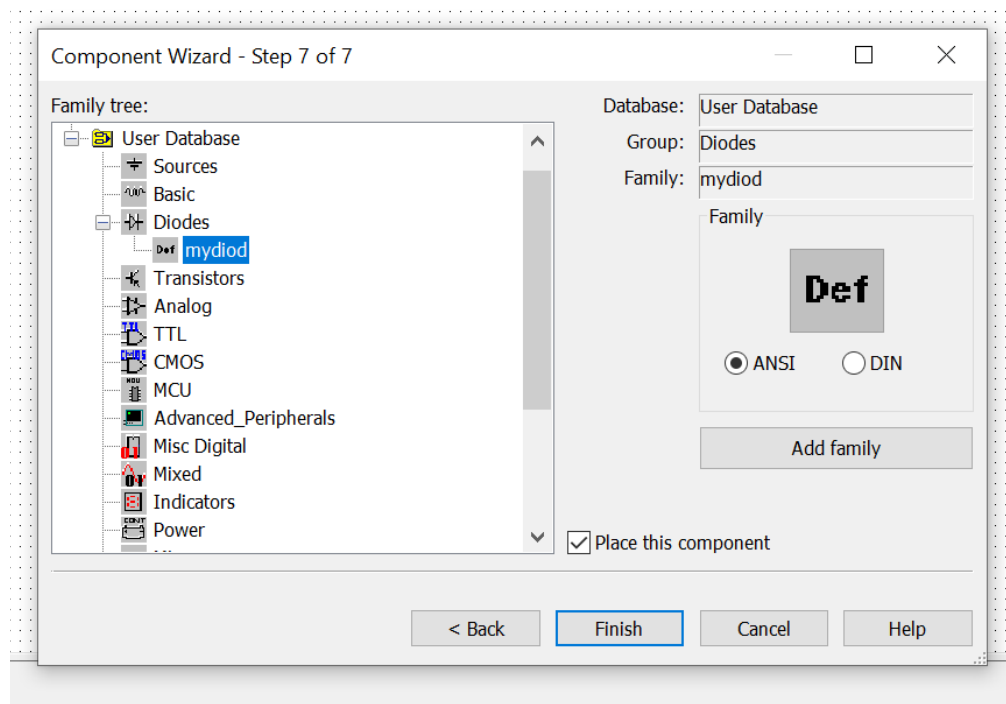 Component Wizard - Step 7 of 7
Family tree:
User Database
Sources
Basic
Diodes
Def mydiod
Transistors
Analog
TTL
CMOS
MCU
Advanced_Peripherals
Misc Digital
Mixed
Indicators
Power
Database: User Database
Group: Diodes
Family: mydiod
Family
Def
ANSI DIN
Add family
Place this component
< Back Finish Cancel Help